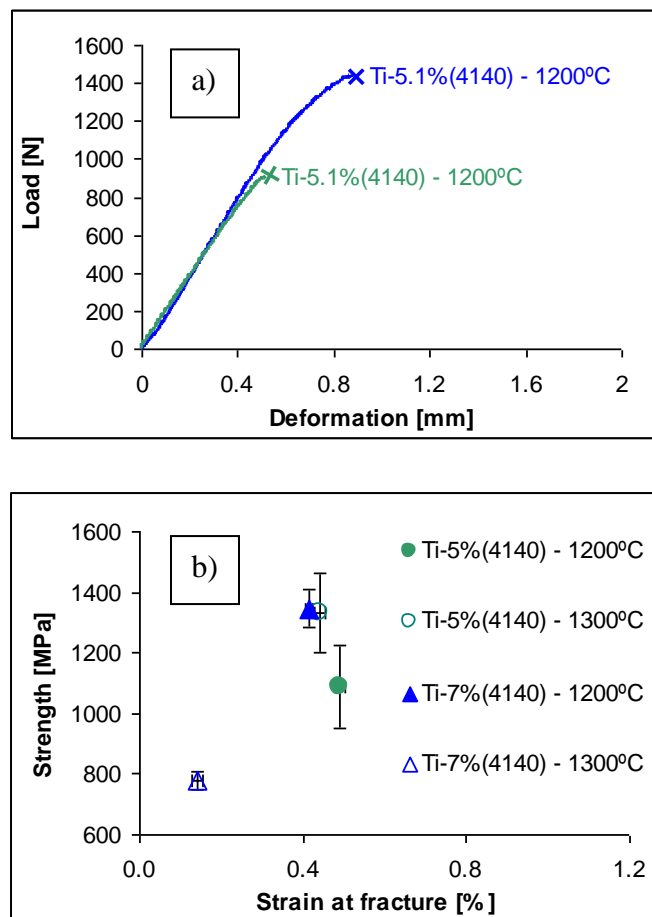 a)
Load [N]
1600
1400
1200
1000
800
600
400
200
0
Ti-5.1%(4140) - 1200ºC
Ti-5.1%(4140) - 1200ºC
0 0.4 0.8 1.2 1.6 2
Deformation [mm]
b)
Strength [MPa]
1600
1400
1200
1000
800
600
Ti-5%(4140) - 1200ºC
Ti-5%(4140) - 1300ºC
Ti-7%(4140) - 1200ºC
Ti-7%(4140) - 1300ºC
0.0 0.4 0.8 1.2
Strain at fracture [%]